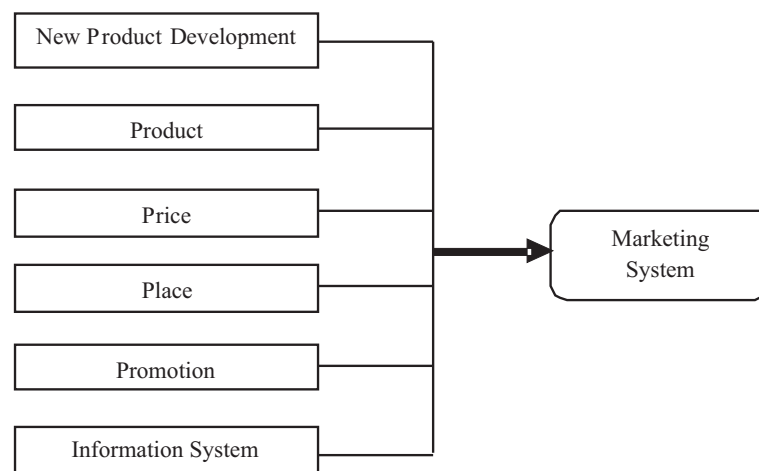 New Product Development
Product
Price
Place
Promotion
Information System
Marketing
System